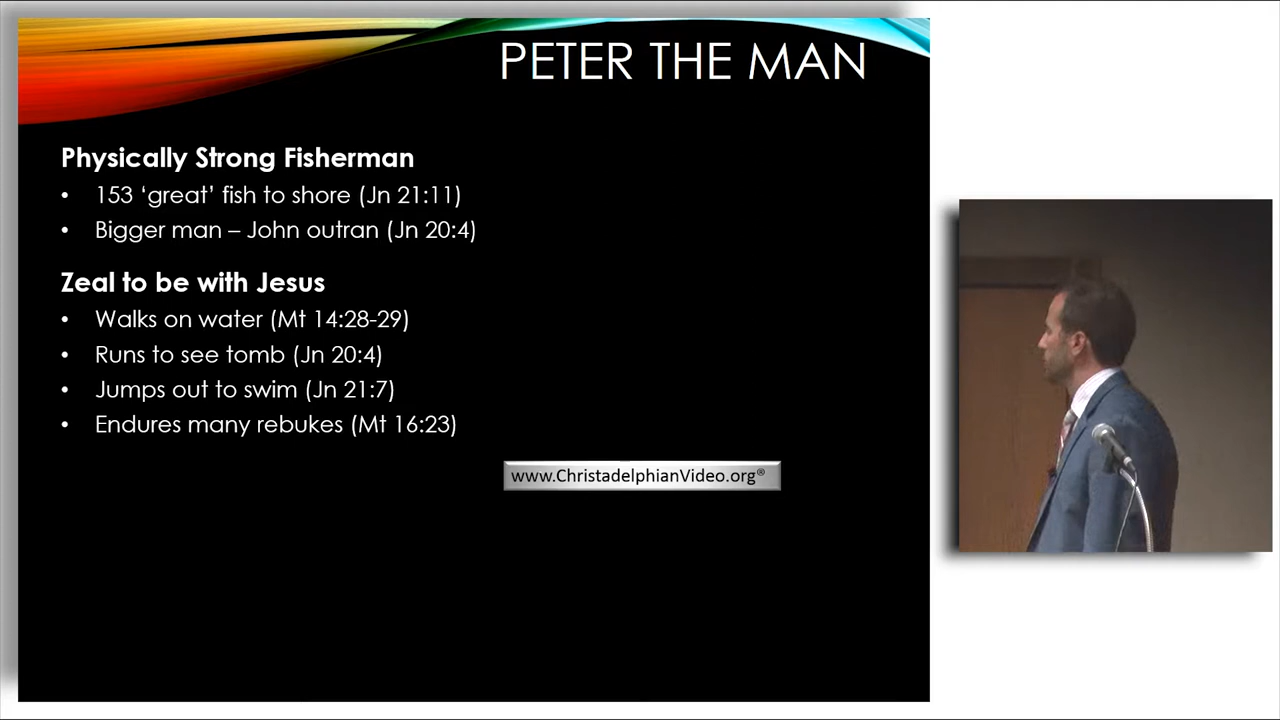 PETER THE MAN
Physically Strong Fisherman
• 153 ‘great’ fish to shore (Jn 21:11)
• Bigger man – John outran (Jn 20:4)
Zeal to be with Jesus
• Walks on water (Mt 14:28-29)
• Runs to see tomb (Jn 20:4)
• Jumps out to swim (Jn 21:7)
• Endures many rebukes (Mt 16:23)
www.ChristadelphianVideo.org®